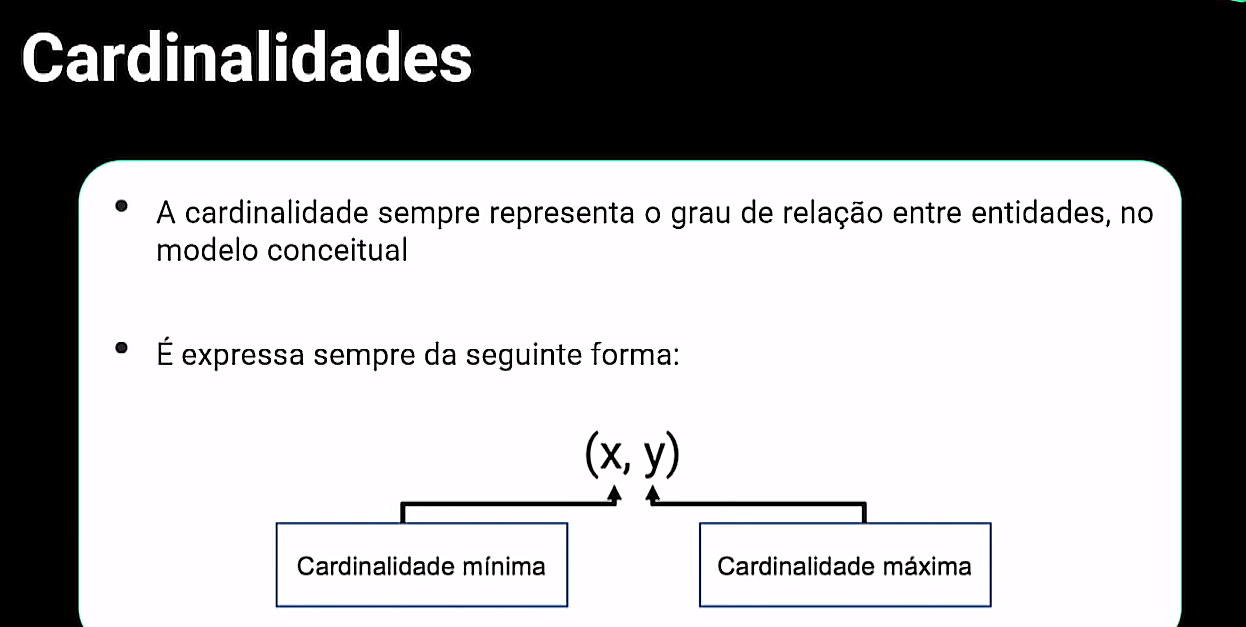 Cardinalidades
• A cardinalidade sempre representa o grau de relação entre entidades, no
modelo conceitual
• É expressa sempre da seguinte forma:
(x, y)
Cardinalidade mínima
Cardinalidade máxima